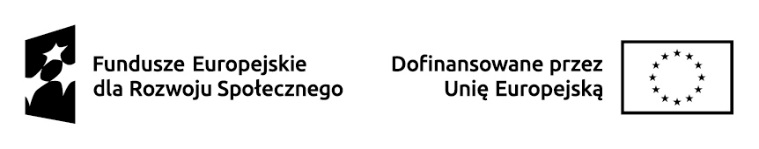 Fundusze Europejskie
dla Rozwoju Społecznego
Dofinansowane przez
Unię Europejską